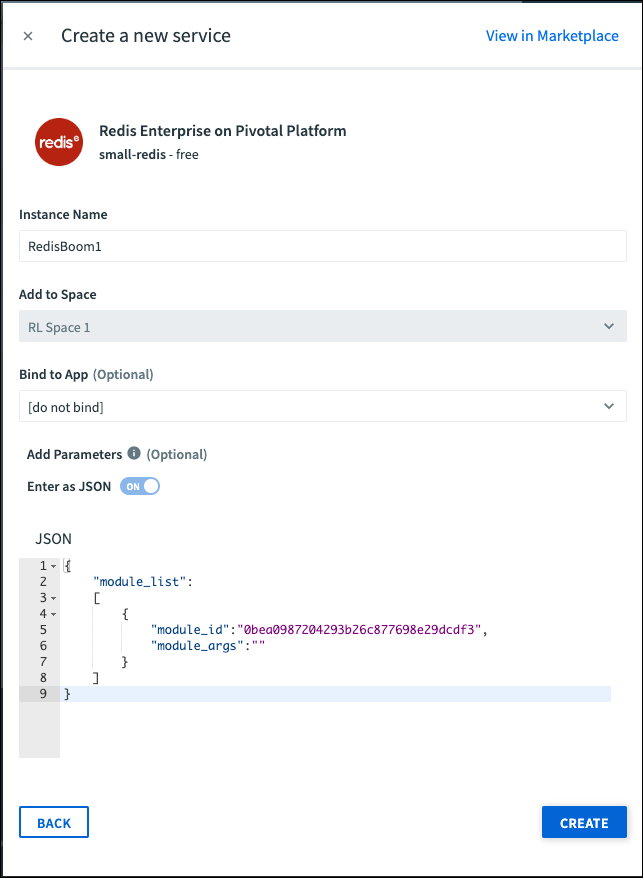 × Create a new service View in Marketplace
redis
Redis Enterprise on Pivotal Platform
small-redis - free
Instance Name
RedisBoom1
Add to Space
RL Space 1
Bind to App (Optional)
[do not bind]
Add Parameters i (Optional)
Enter as JSON ON
JSON
1 {
2 "module_list":
3 [
4 {
5 "module_id":"0bea0987204293b26c877698e29dcdf3",
6 "module_args":""
7 }
8 ]
9 }
BACK CREATE